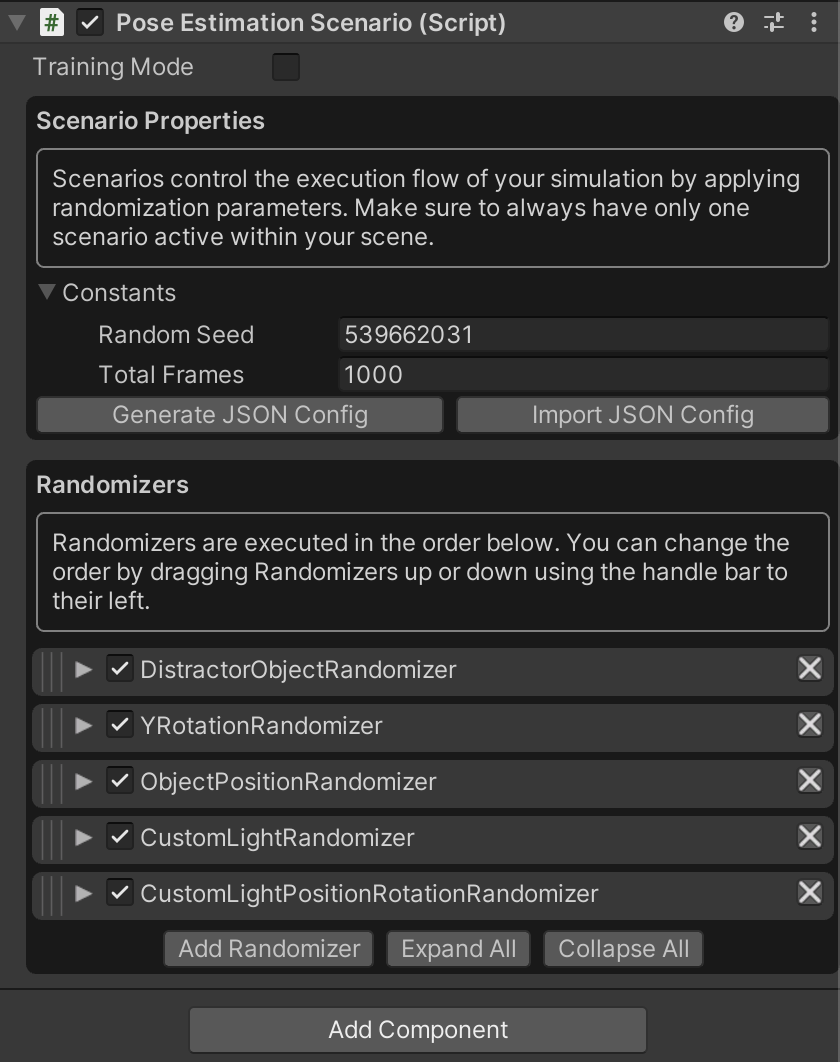 # Pose Estimation Scenario (Script)
Training Mode
Scenario Properties
Scenarios control the execution flow of your simulation by applying
randomization parameters. Make sure to always have only one
scenario active within your scene.
Constants
Random Seed 539662031
Total Frames 1000
Generate JSON Config Import JSON Config
Randomizers
Randomizers are executed in the order below. You can change the
order by dragging Randomizers up or down using the handle bar to
their left.
DistractorObjectRandomizer
YRotationRandomizer
ObjectPositionRandomizer
CustomLightRandomizer
CustomLightPositionRotationRandomizer
Add Randomizer Expand All Collapse All
Add Component